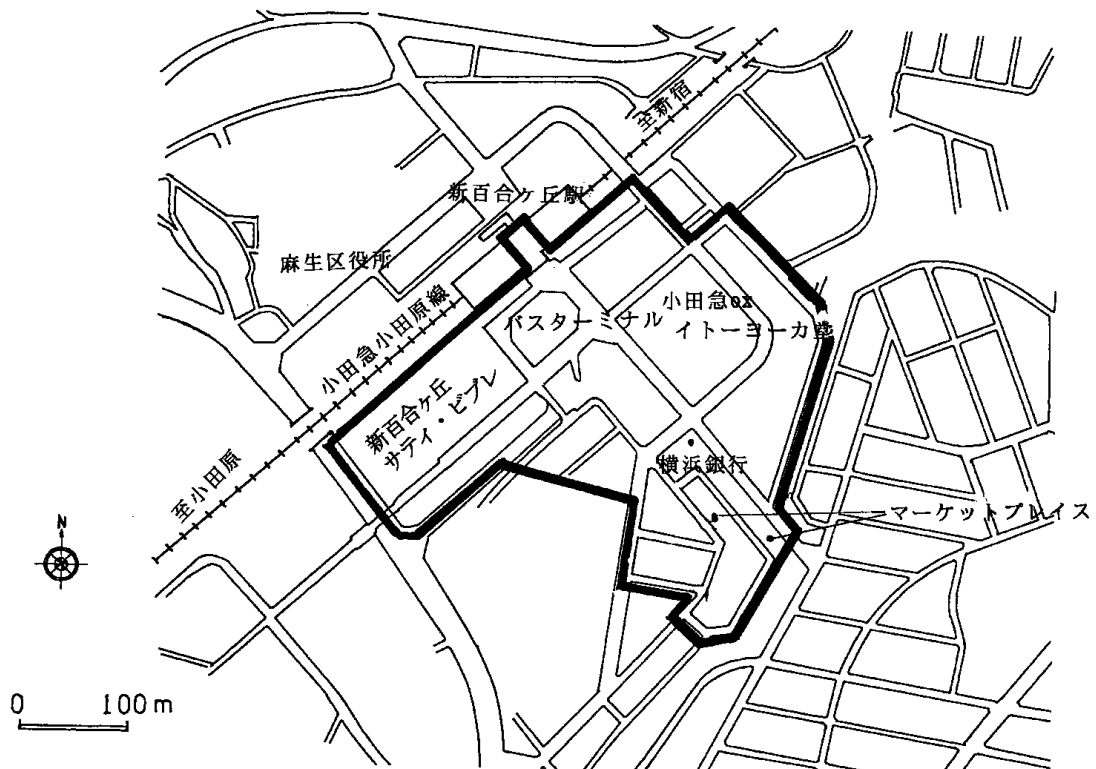 至新宿
新百合ヶ丘駅
麻生区役所
小田急小田原線
バスターミナル
小田急OX
イトーヨーカ堂
新百合ヶ丘
サティ・ビブレ
至小田原
横浜銀行
マーケットプレイス
N
0 100m